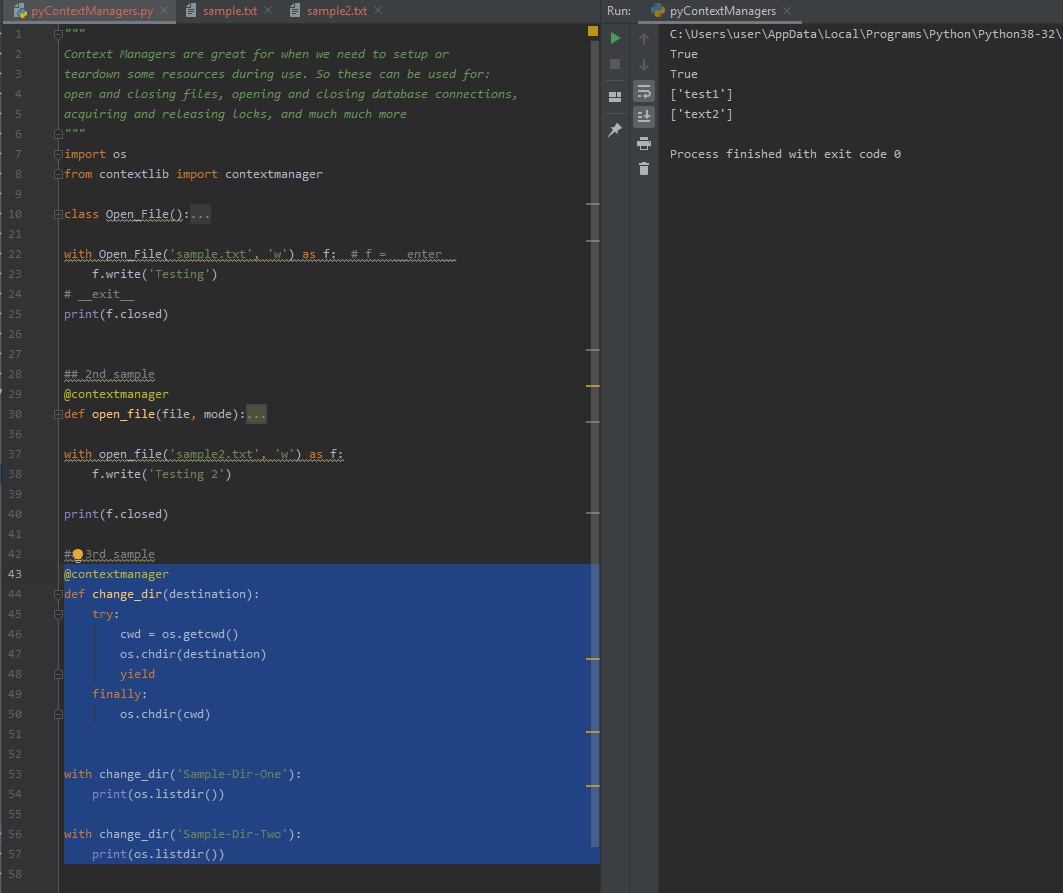 pyContextManagers.py
sample.txt
sample2.txt
1 """
2 Context Managers are great for when we need to setup or
3 teardown some resources during use. So these can be used for:
4 open and closing files, opening and closing database connections,
5 acquiring and releasing locks, and much much more
6 """
7 import os
8 from contextlib import contextmanager
9
10 class Open_File():...
21
22 with Open_File('sample.txt', 'w') as f:  # f = __enter__
23     f.write('Testing')
24 # __exit__
25 print(f.closed)
26
27
28 ## 2nd sample
29 @contextmanager
30 def open_file(file, mode):...
36
37 with open_file('sample2.txt', 'w') as f:
38     f.write('Testing 2')
39
40 print(f.closed)
41
42 ## 3rd sample
43 @contextmanager
44 def change_dir(destination):
45     try:
46         cwd = os.getcwd()
47         os.chdir(destination)
48         yield
49     finally:
50         os.chdir(cwd)
51
52
53 with change_dir('Sample-Dir-One'):
54     print(os.listdir())
55
56 with change_dir('Sample-Dir-Two'):
57     print(os.listdir())
58
Run: pyContextManagers
C:\Users\user\AppData\Local\Programs\Python\Python38-32\
True
True
['test1']
['text2']
Process finished with exit code 0